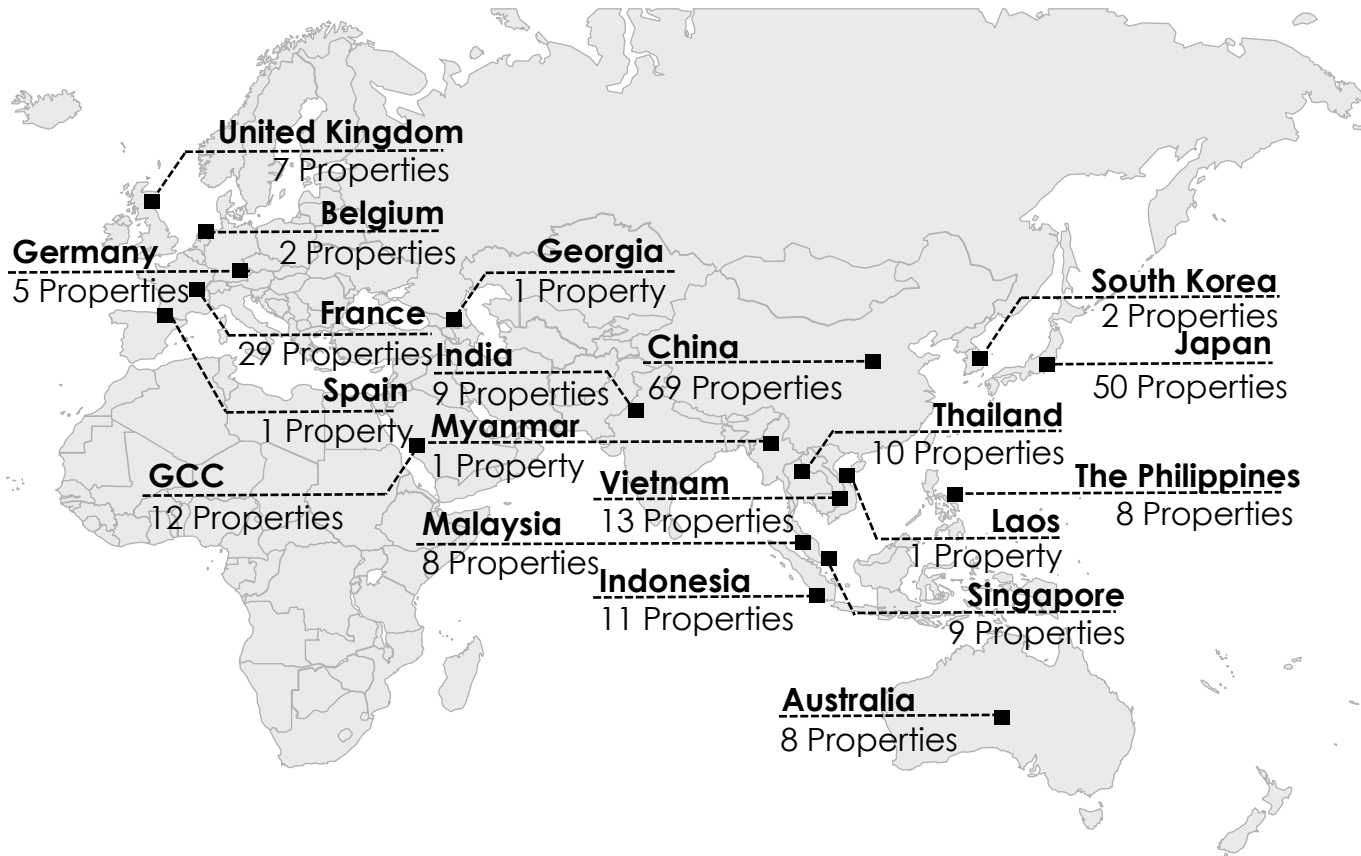 United Kingdom
7 Properties
Belgium
2 Properties
Germany
5 Properties
Georgia
1 Property
South Korea
2 Properties
France
29 Properties
India
9 Properties
China
69 Properties
Japan
50 Properties
Spain
1 Property
Myanmar
1 Property
Thailand
10 Properties
GCC
12 Properties
Vietnam
13 Properties
The Philippines
8 Properties
Malaysia
8 Properties
Laos
1 Property
Indonesia
11 Properties
Singapore
9 Properties
Australia
8 Properties